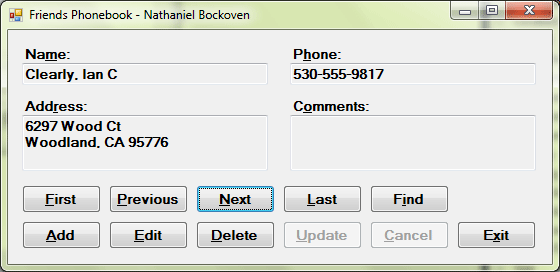 Friends Phonebook - Nathaniel Bockoven
Name:
Clearly, Ian C
Phone:
530-555-9817
Address:
6297 Wood Ct
Woodland, CA 95776
Comments:
First Previous Next Last Find
Add Edit Delete Update Cancel Exit